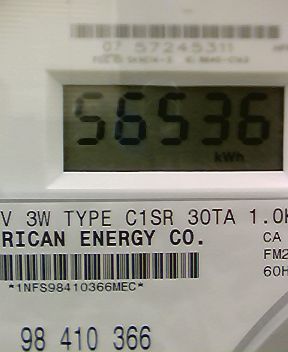 07 57245311
56536
kWh
V 3W TYPE C1SR 30TA 1.0K
RICAN ENERGY CO.
CA
FM2
60H
*1NFS98410366MEC*
98 410 366